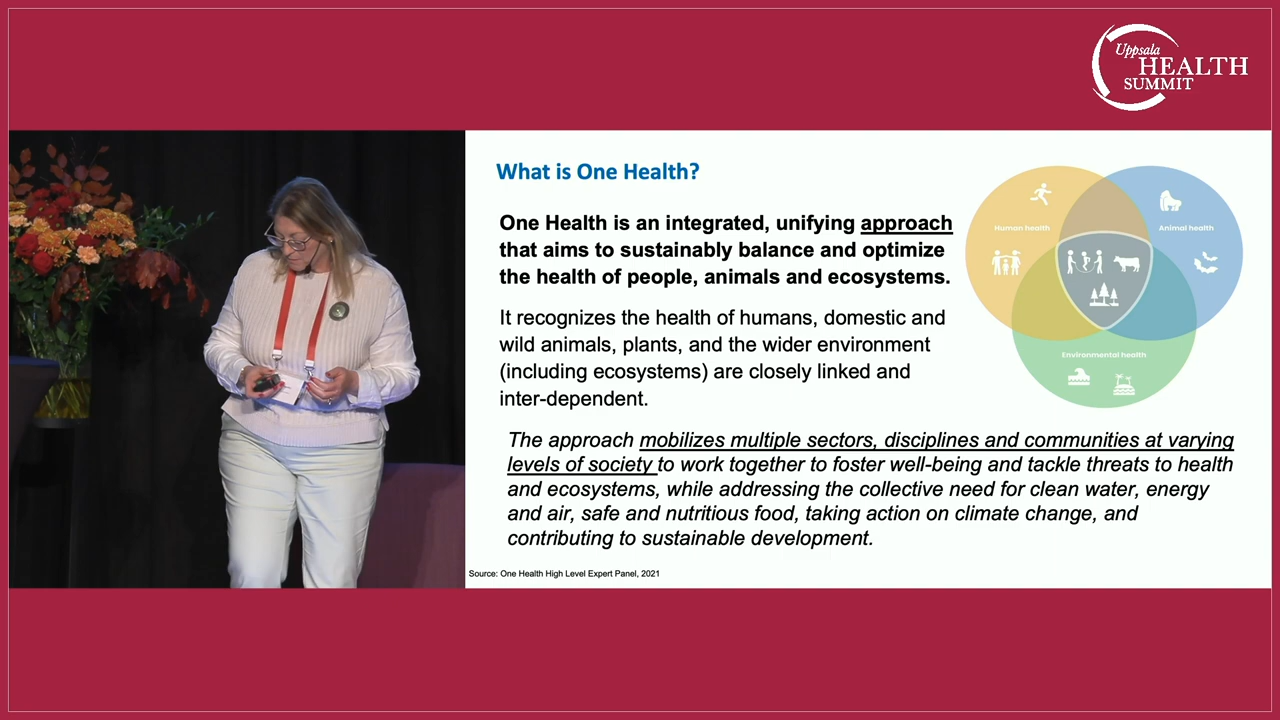 Uppsala
HEALTH
SUMMIT
What is One Health?
One Health is an integrated, unifying approach
that aims to sustainably balance and optimize
the health of people, animals and ecosystems.
It recognizes the health of humans, domestic and
wild animals, plants, and the wider environment
(including ecosystems) are closely linked and
inter-dependent.
Human health
Animal health
Environmental health
The approach mobilizes multiple sectors, disciplines and communities at varying
levels of society to work together to foster well-being and tackle threats to health
and ecosystems, while addressing the collective need for clean water, energy
and air, safe and nutritious food, taking action on climate change, and
contributing to sustainable development.
Source: One Health High Level Expert Panel, 2021